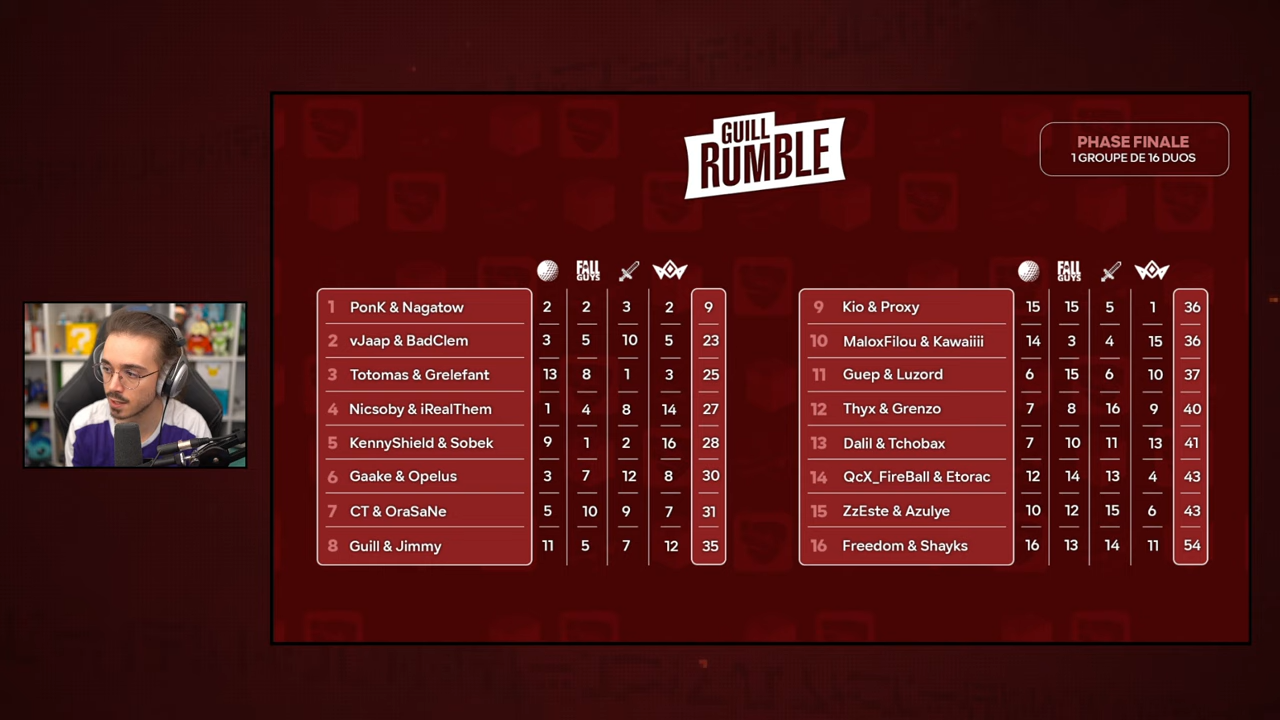 GUILL
RUMBLE
PHASE FINALE
1 GROUPE DE 16 DUOS
FALL GUYS
1 PonK & Nagatow 2 2 3 2 9
2 vJaap & BadClem 3 5 10 5 23
3 Totomas & Grelefant 13 8 1 3 25
4 Nicsoby & iRealThem 1 4 8 14 27
5 KennyShield & Sobek 9 1 2 16 28
6 Gaake & Opelus 3 7 12 8 30
7 CT & OraSaNe 5 10 9 7 31
8 Guill & Jimmy 11 5 7 12 35
FALL GUYS
9 Kio & Proxy 15 15 5 1 36
10 MaloxFilou & Kawaiiii 14 3 4 15 36
11 Guep & Luzord 6 15 6 10 37
12 Thyx & Grenzo 7 8 16 9 40
13 Dalil & Tchobax 7 10 11 13 41
14 QcX_FireBall & Etorac 12 14 13 4 43
15 ZzEste & Azulye 10 12 15 6 43
16 Freedom & Shayks 16 13 14 11 54